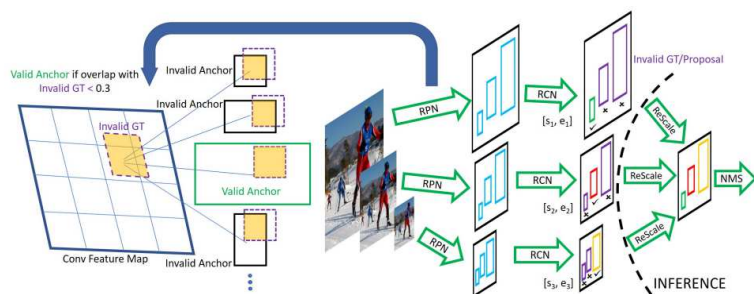 Valid Anchor if overlap with
Invalid GT < 0.3
Invalid Anchor
Invalid Anchor
Invalid GT
Valid Anchor
Invalid Anchor
Conv Feature Map
RPN
RCN
[s₁, e₁]
Invalid GT/Proposal
ReScale
RPN
RCN
[s₂, e₂]
ReScale
NMS
RPN
RCN
[s₃, e₃]
ReScale
INFERENCE